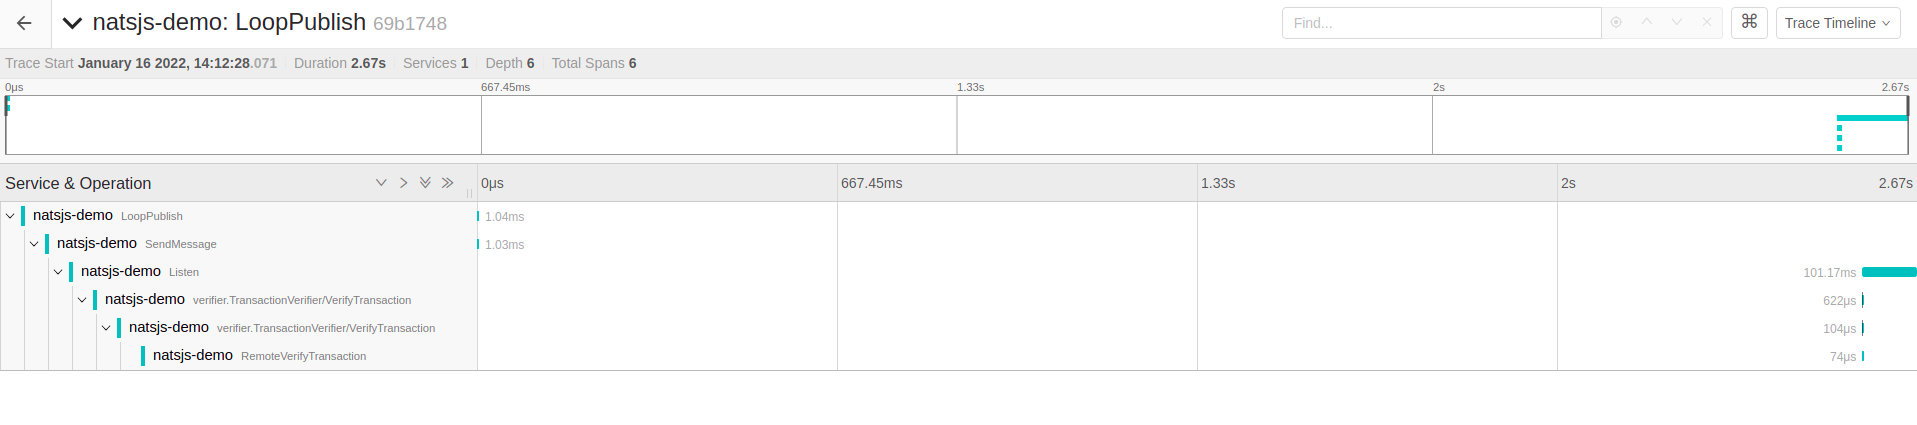 natsjs-demo: LoopPublish 69b1748
Find...
⌘
Trace Timeline
Trace Start January 16 2022, 14:12:28.071 Duration 2.67s Services 1 Depth 6 Total Spans 6
0μs 667.45ms 1.33s 2s 2.67s
Service & Operation 0μs 667.45ms 1.33s 2s 2.67s
natsjs-demo LoopPublish 1.04ms
natsjs-demo SendMessage 1.03ms
natsjs-demo Listen 101.17ms
natsjs-demo verifier.TransactionVerifier/VerifyTransaction 622μs
natsjs-demo verifier.TransactionVerifier/VerifyTransaction 104μs
natsjs-demo RemoteVerifyTransaction 74μs